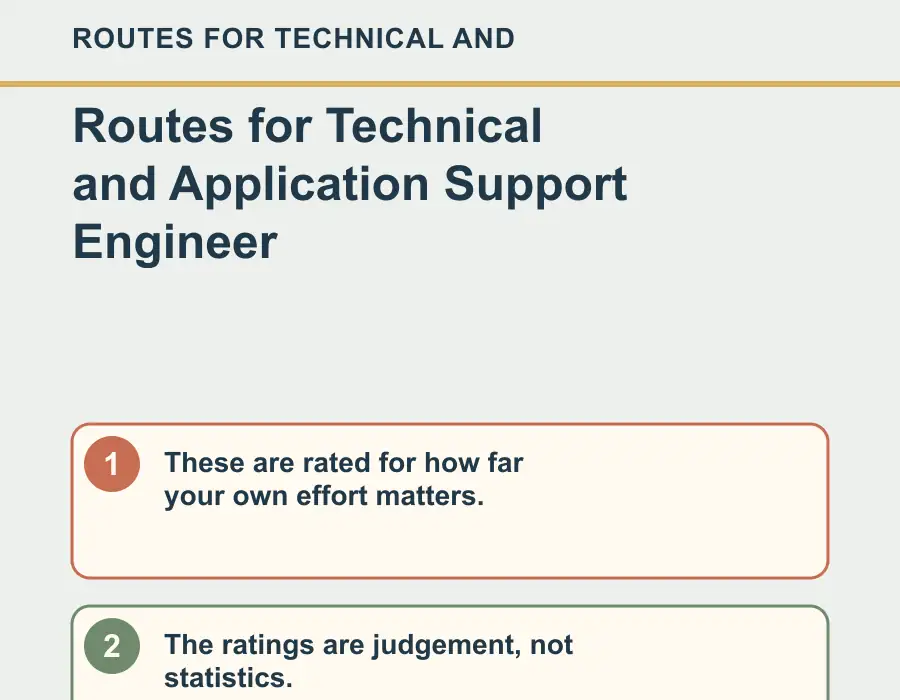 ROUTES FOR TECHNICAL AND
Routes for Technical
and Application Support
Engineer
1
These are rated for how far
your own effort matters.
2
The ratings are judgement, not
statistics.